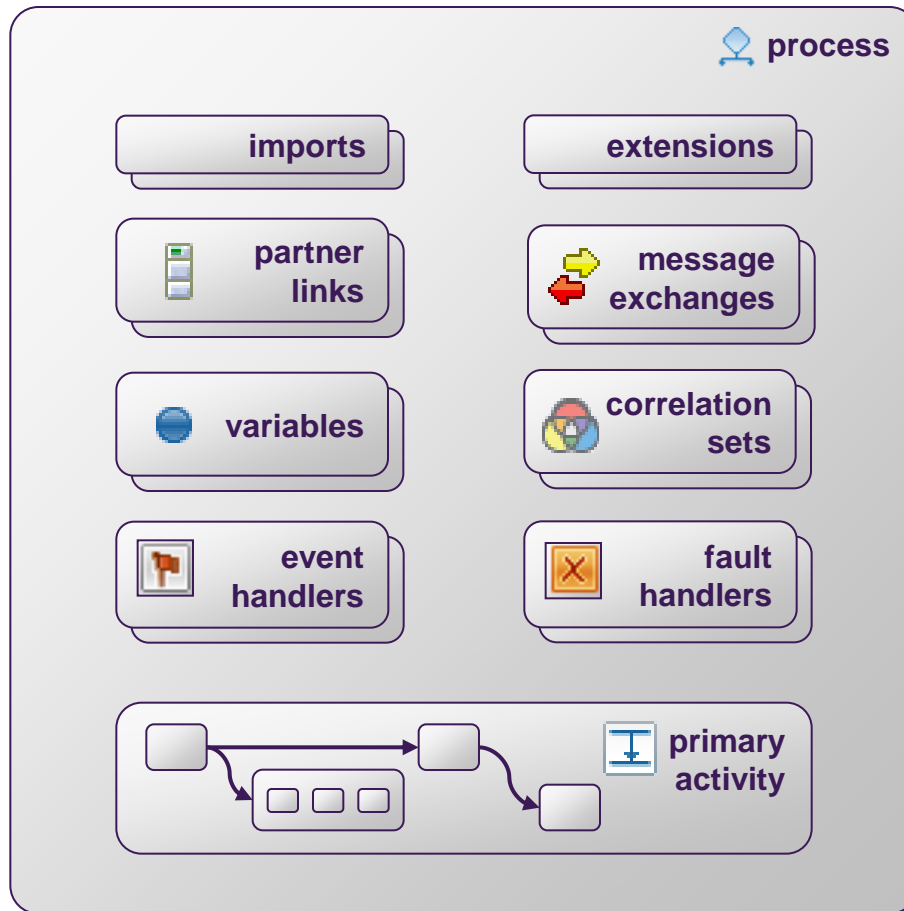 process
imports
extensions
partner
links
message
exchanges
variables
correlation
sets
event
handlers
fault
handlers
primary
activity